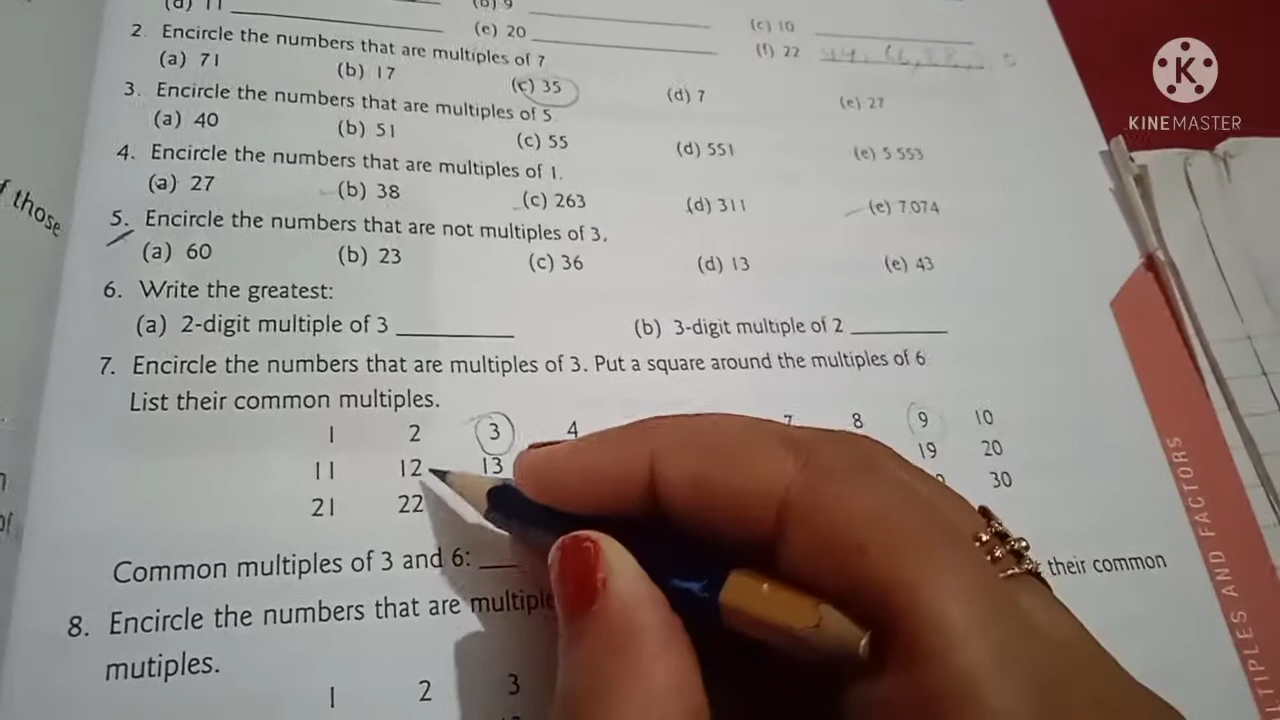 (a) 11 (b) 9 (c) 10
(e) 20 (f) 22
2. Encircle the numbers that are multiples of 7
(a) 71 (b) 17 (c) 35 (d) 7 (e) 27
3. Encircle the numbers that are multiples of 5
(a) 40 (b) 51 (c) 55 (d) 551 (e) 5 553
4. Encircle the numbers that are multiples of 1.
(a) 27 (b) 38 (c) 263 (d) 311 (e) 7,074
5. Encircle the numbers that are not multiples of 3.
(a) 60 (b) 23 (c) 36 (d) 13 (e) 43
6. Write the greatest:
(a) 2-digit multiple of 3 (b) 3-digit multiple of 2
7. Encircle the numbers that are multiples of 3. Put a square around the multiples of 6
List their common multiples.
1 2 3 4 7 8 9 10
11 12 13 19 20
21 22 30
Common multiples of 3 and 6:
8. Encircle the numbers that are multiple their common
mutiples.
1 2 3
of those
KINEMASTER
K
TIPLES AND FACTORS